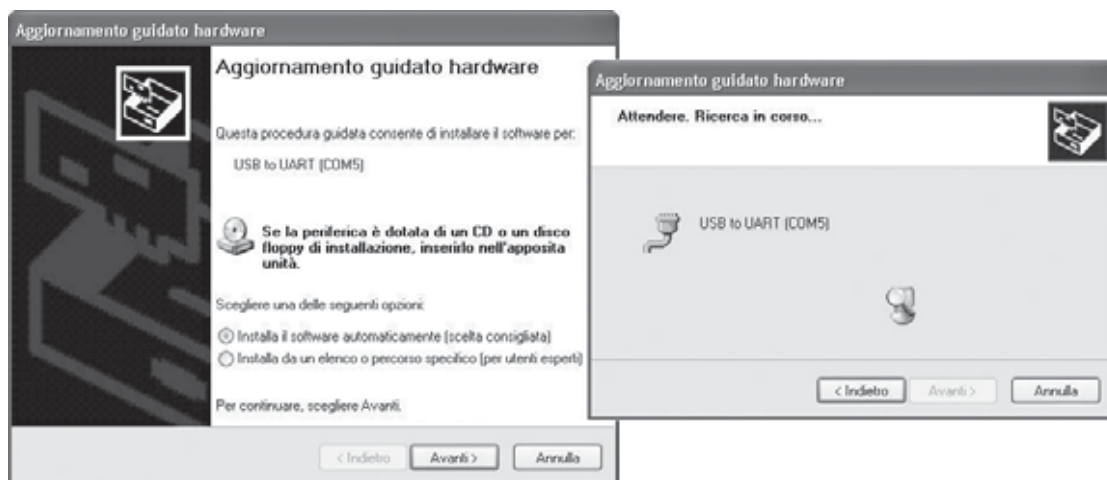 Aggiornamento guidato hardware
Aggiornamento guidato hardware
Questa procedura guidata consente di installare il software per:
USB to UART (COM5)
Se la periferica è dotata di un CD o un disco
floppy di installazione, inserirlo nell'apposita
unità.
Scegliere una delle seguenti opzioni:
Installa il software automaticamente (scelta consigliata)
Installa da un elenco o percorso specifico (per utenti esperti)
Per continuare, scegliere Avanti.
< Indietro Avanti > Annulla
Aggiornamento guidato hardware
Attendere. Ricerca in corso...
USB to UART (COM5)
< Indietro Avanti > Annulla